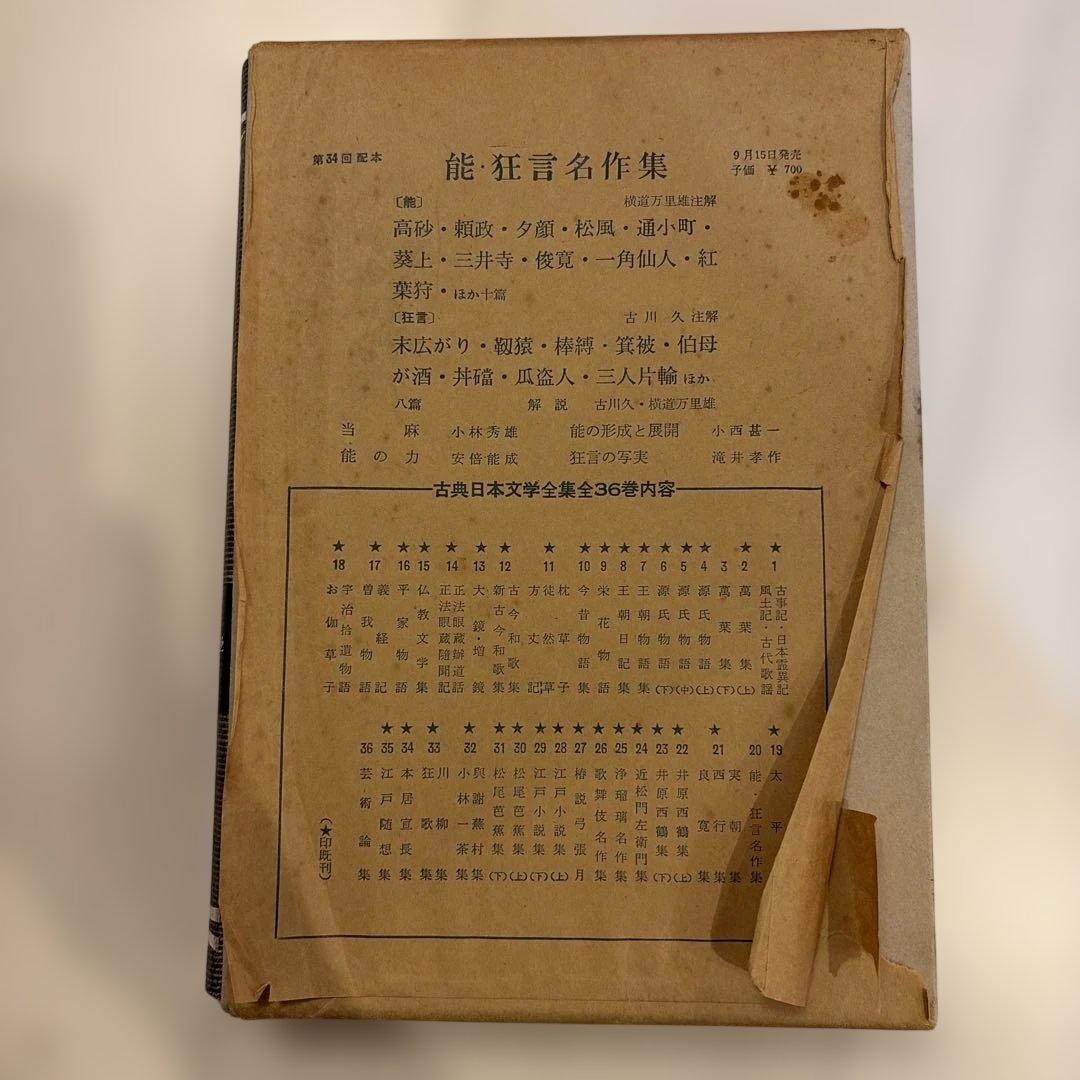 第34回配本
能・狂言名作集
9月15日発売
予価 ¥ 700
〔能〕 横道万里雄注解
高砂・頼政・夕顔・松風・通小町・
葵上・三井寺・俊寛・一角仙人・紅
葉狩・ほか十篇
〔狂言〕 古川 久注解
末広がり・靱猿・棒縛・箕被・伯母
が酒・丼礑・瓜盗人・三人片輪 ほか
八篇 解説 古川久・横道万里雄
当麻 小林秀雄 能の形成と展開 小西甚一
能の力 安倍能成 狂言の写実 滝井孝作
古典日本文学全集全36巻内容
★1 古事記・日本霊異記
風土記・古代歌謡
★2 萬葉集(上)
3 萬葉集(下)
★4 源氏物語(上)
★5 源氏物語(中)
★6 源氏物語(下)
★7 王朝物語集
★8 王朝日記集
★9 栄花物語
★10 今昔物語
★11 枕草子
徒然草
方丈記
★12 古今和歌集
新古今和歌集
★13 大鏡・増鏡
★14 正法眼蔵辦道話
正法眼蔵随聞記
★15 仏教文学集
★16 平家物語
★17 義経記
曽我物語
★18 宇治拾遺物語
お伽草子
★19 太平
20 能・狂言名作集
★21 実朝集
西行集
良寛集
★22 井原西鶴集(上)
★23 井原西鶴集(下)
★24 近松門左衛門集
★25 浄瑠璃名作集
★26 歌舞伎名作集
★27 椿説弓張月
★28 江戸小説集(上)
★29 江戸小説集(下)
★30 松尾芭蕉集(上)
★31 松尾芭蕉集(下)
★32 与謝蕪村集
小林一茶集
★33 川柳集
狂歌集
★34 本居宣長集
★35 江戸随想集
36 芸術論集
(★印既刊)